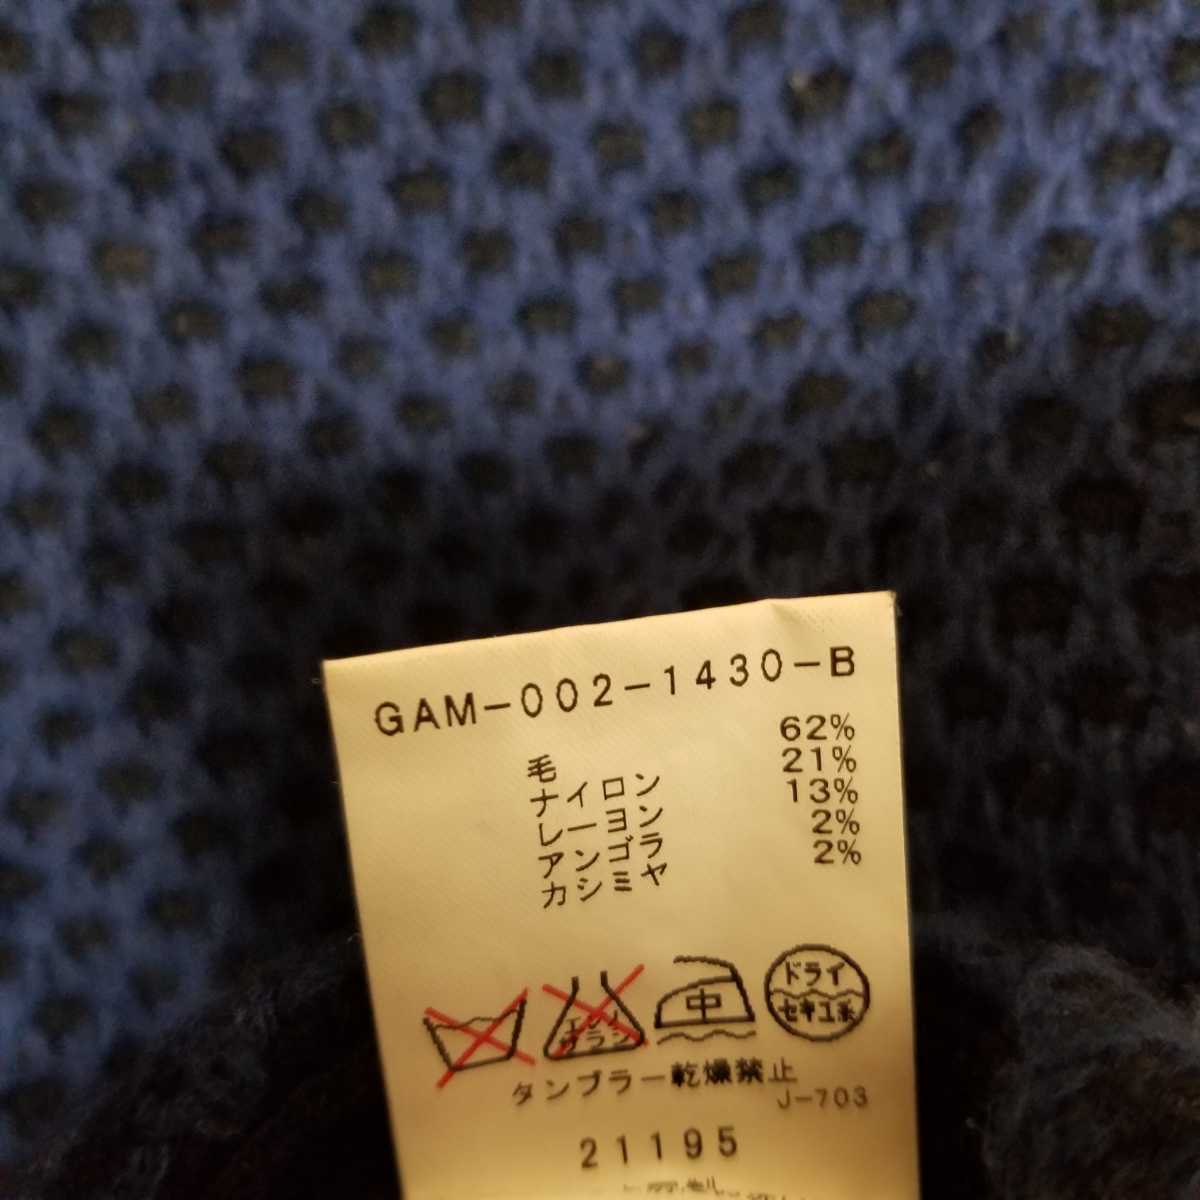 GAM-002-1430-B
毛 62%
ナイロン 21%
レーヨン 13%
アンゴラ 2%
カシミヤ 2%
エンソ
サラシ
中
ドライ
セキユ系
タンブラー乾燥禁止
J-703
21195